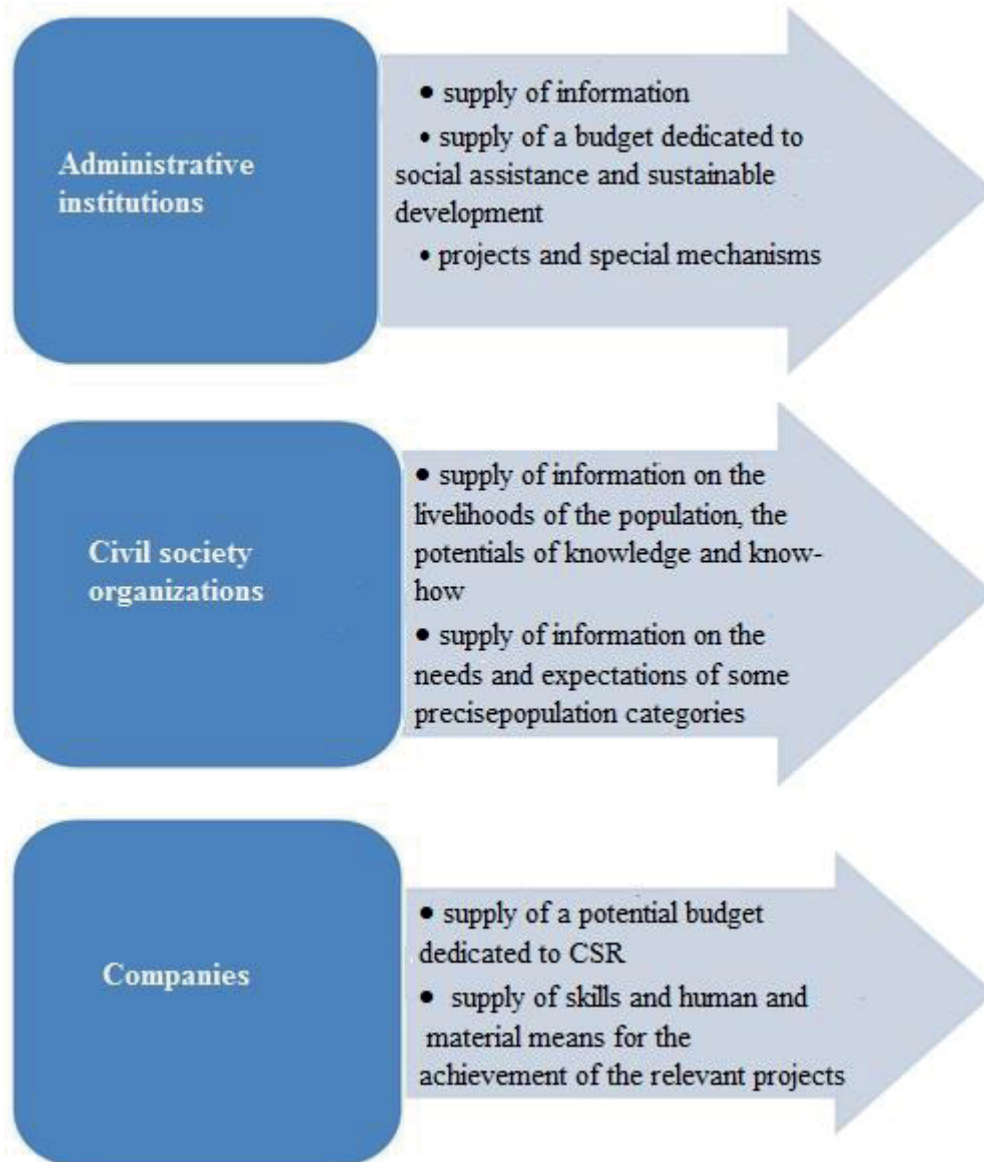 Administrative
institutions
• supply of information
• supply of a budget dedicated to
social assistance and sustainable
development
• projects and special mechanisms
Civil society
organizations
• supply of information on the
livelihoods of the population, the
potentials of knowledge and know-
how
• supply of information on the
needs and expectations of some
precisepopulation categories
Companies
• supply of a potential budget
dedicated to CSR
• supply of skills and human and
material means for the
achievement of the relevant projects